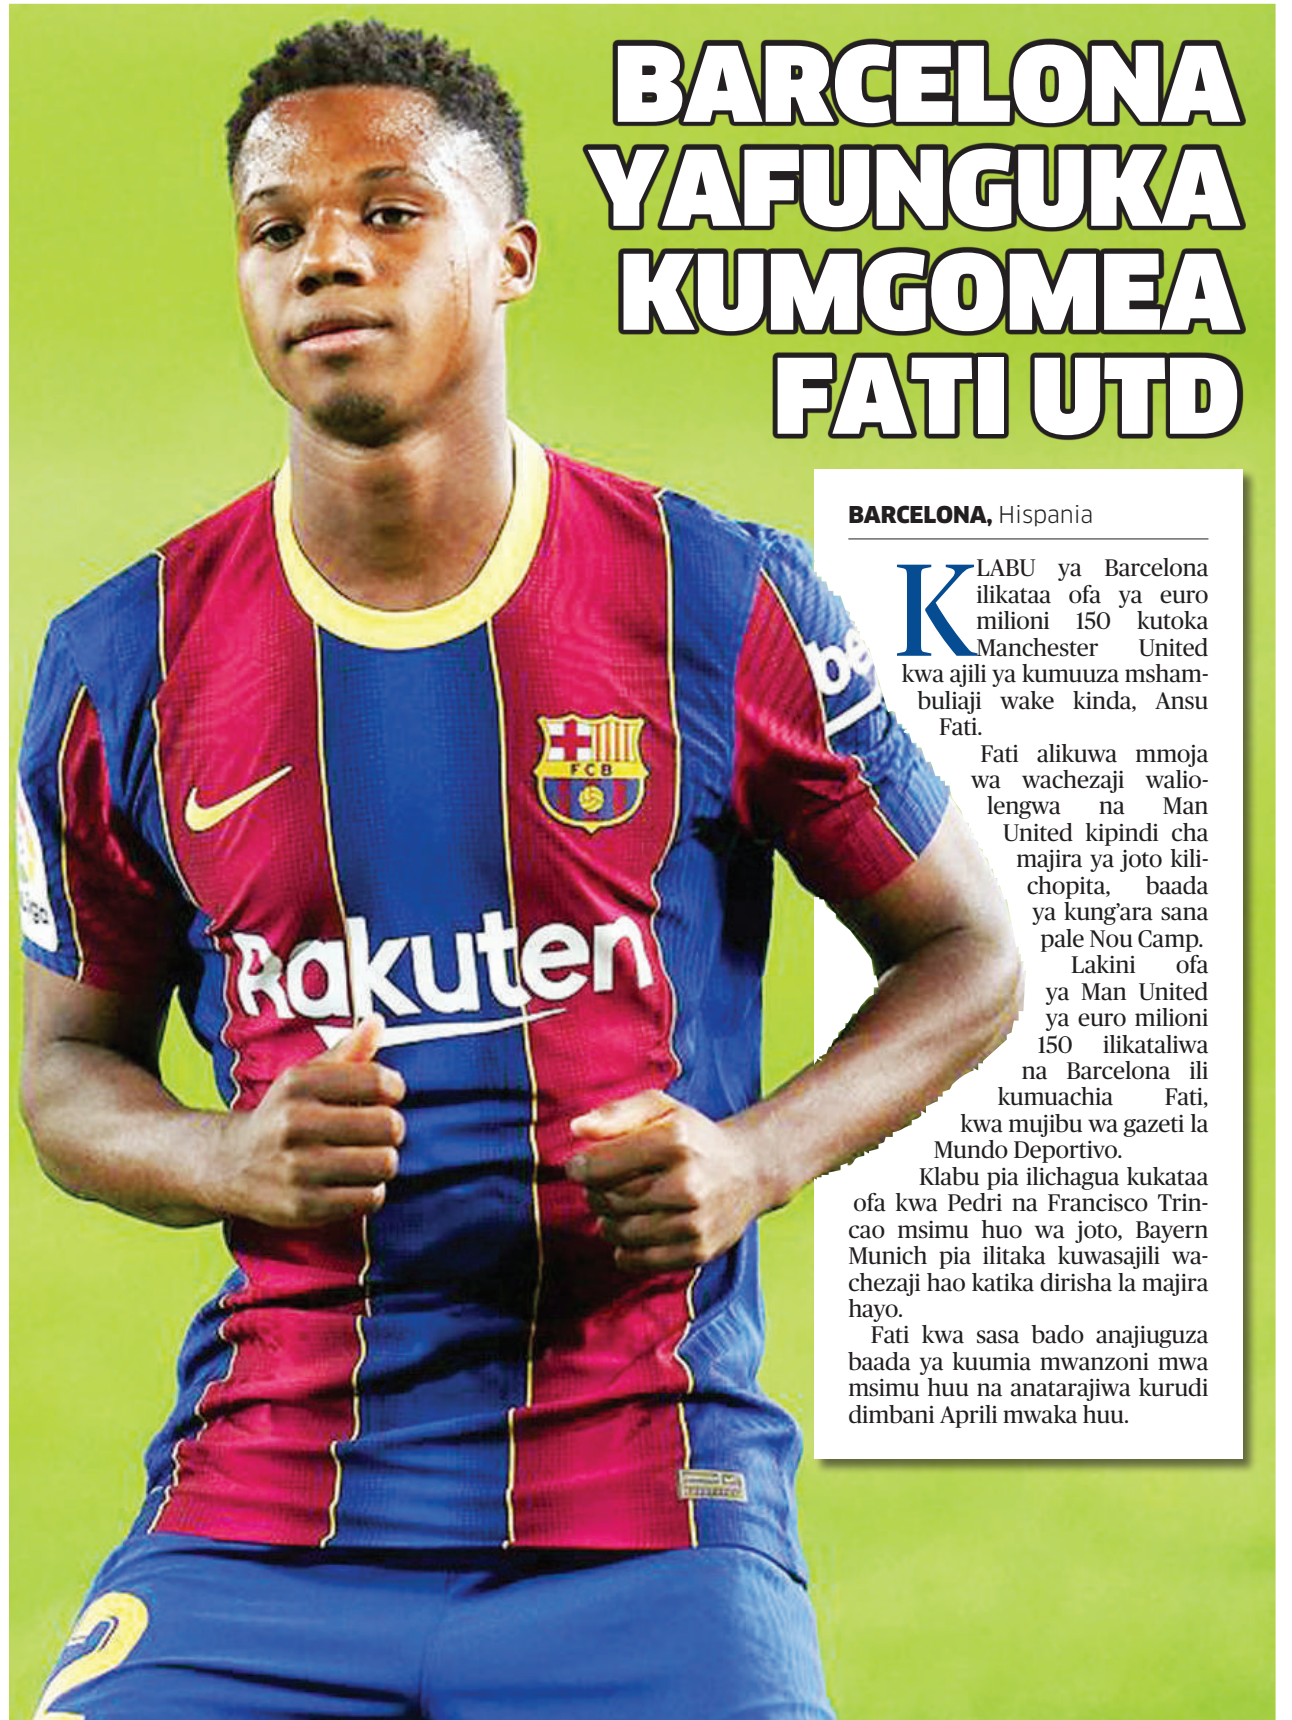 BARCELONA
YAFUNGUKA
KUMGOMEA
FATI UTD
BARCELONA, Hispania
KLABU ya Barcelona
ilikataa ofa ya euro
milioni 150 kutoka
Manchester United
kwa ajili ya kumuuza msham-
buliaji wake kinda, Ansu
Fati.
Fati alikuwa mmoja
wa wachezaji walio-
lengwa na Man
United kipindi cha
majira ya joto kili-
chopita, baada
ya kung'ara sana
pale Nou Camp.
Lakini ofa
ya Man United
ya euro milioni
150 ilikataliwa
na Barcelona ili
kumuachia Fati,
kwa mujibu wa gazeti la
Mundo Deportivo.
Klabu pia ilichagua kukataa
ofa kwa Pedri na Francisco Trin-
cao msimu huo wa joto, Bayern
Munich pia ilitaka kuwasajili wa-
chezaji hao katika dirisha la majira
hayo.
Fati kwa sasa bado anajiuguza
baada ya kuumia mwanzoni mwa
msimu huu na anatarajiwa kurudi
dimbani Aprili mwaka huu.
be
FCB
Rakuten
2